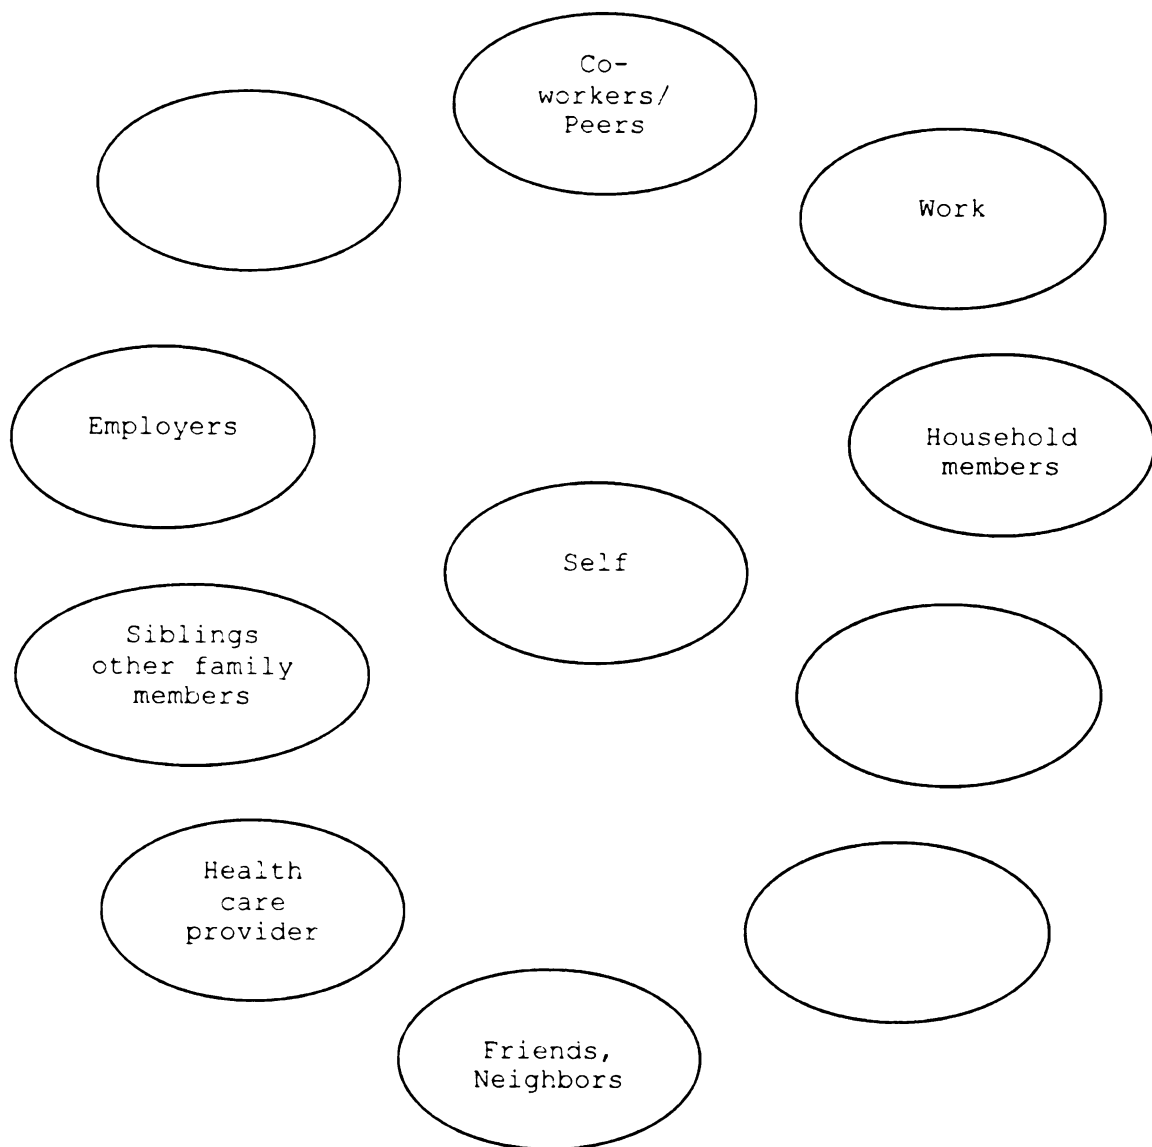 Co-
workers/
Peers
Work
Employers
Household
members
Self
Siblings
other family
members
Health
care
provider
Friends,
Neighbors